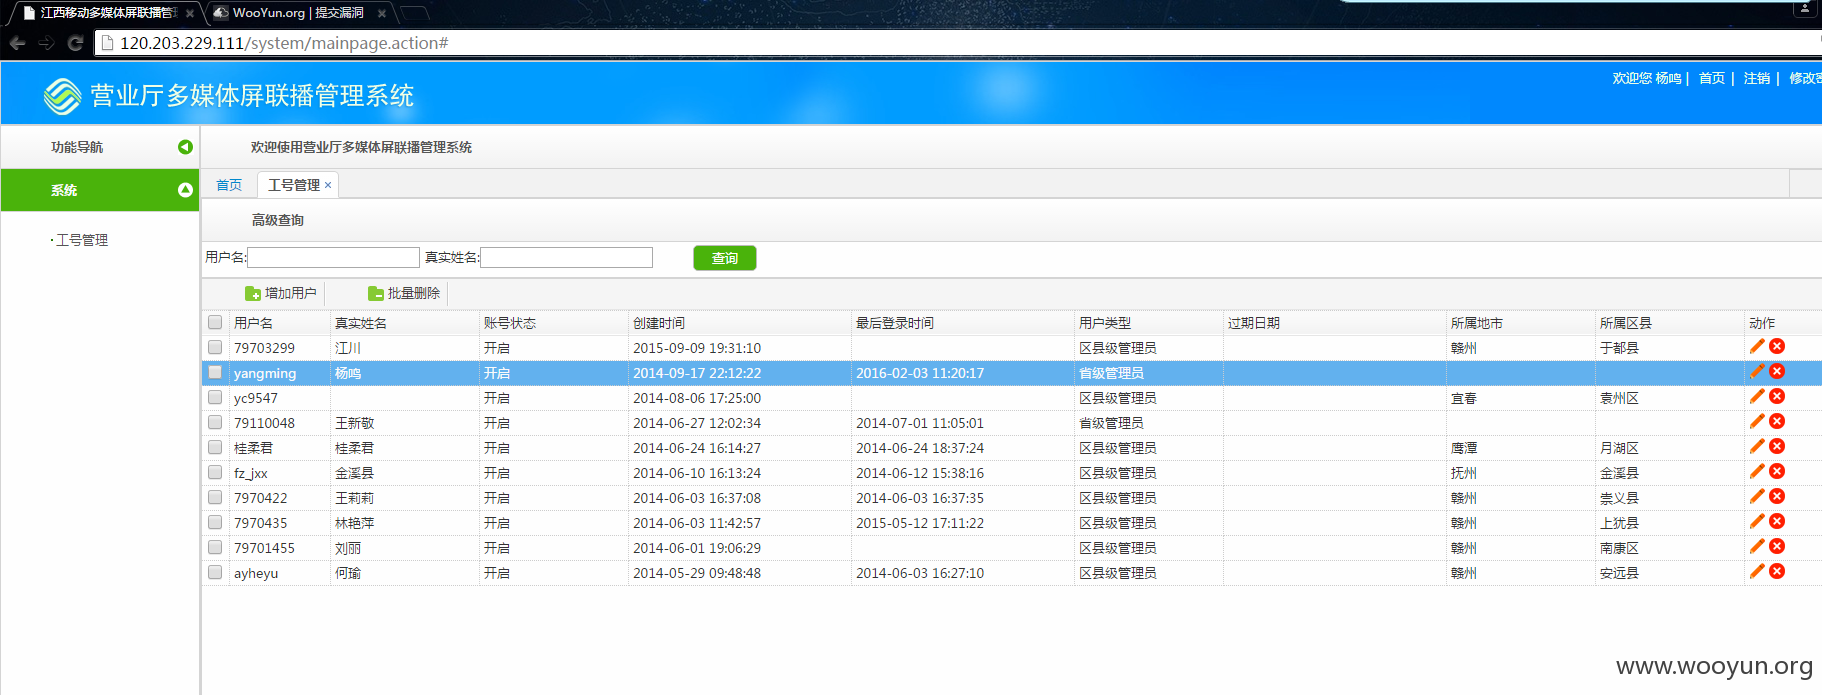 江西移动多媒体屏联播管理
WooYun.org | 提交漏洞
120.203.229.111/system/mainpage.action#
营业厅多媒体屏联播管理系统
欢迎您 杨鸣 | 首页 | 注销 | 修改密
功能导航
欢迎使用营业厅多媒体屏联播管理系统
系统
首页 工号管理 ×
·工号管理
高级查询
用户名: 真实姓名: 查询
增加用户 批量删除
用户名 真实姓名 账号状态 创建时间 最后登录时间 用户类型 过期日期 所属地市 所属区县 动作
79703299 江川 开启 2015-09-09 19:31:10 区县级管理员 赣州 于都县
yangming 杨鸣 开启 2014-09-17 22:12:22 2016-02-03 11:20:17 省级管理员
yc9547 开启 2014-08-06 17:25:00 区县级管理员 宜春 袁州区
79110048 王新敬 开启 2014-06-27 12:02:34 2014-07-01 11:05:01 省级管理员
桂柔君 桂柔君 开启 2014-06-24 16:14:27 2014-06-24 18:37:24 区县级管理员 鹰潭 月湖区
fz_jxx 金溪县 开启 2014-06-10 16:13:24 2014-06-12 15:38:16 区县级管理员 抚州 金溪县
7970422 王莉莉 开启 2014-06-03 16:37:08 2014-06-03 16:37:35 区县级管理员 赣州 崇义县
7970435 林艳萍 开启 2014-06-03 11:42:57 2015-05-12 17:11:22 区县级管理员 赣州 上犹县
79701455 刘丽 开启 2014-06-01 19:06:29 区县级管理员 赣州 南康区
ayheyu 何瑜 开启 2014-05-29 09:48:48 2014-06-03 16:27:10 区县级管理员 赣州 安远县
www.wooyun.org